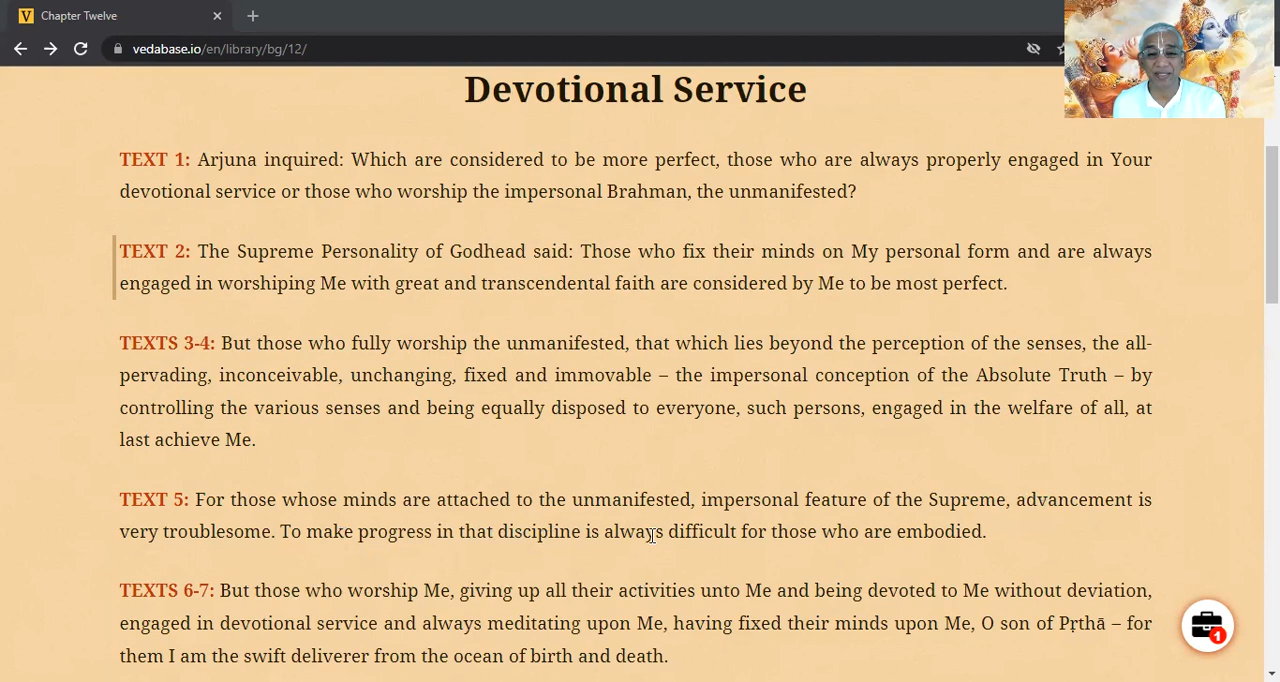 Chapter Twelve
vedabase.io/en/library/bg/12/
Devotional Service
TEXT 1: Arjuna inquired: Which are considered to be more perfect, those who are always properly engaged in Your
devotional service or those who worship the impersonal Brahman, the unmanifested?
TEXT 2: The Supreme Personality of Godhead said: Those who fix their minds on My personal form and are always
engaged in worshiping Me with great and transcendental faith are considered by Me to be most perfect.
TEXTS 3-4: But those who fully worship the unmanifested, that which lies beyond the perception of the senses, the all-
pervading, inconceivable, unchanging, fixed and immovable – the impersonal conception of the Absolute Truth – by
controlling the various senses and being equally disposed to everyone, such persons, engaged in the welfare of all, at
last achieve Me.
TEXT 5: For those whose minds are attached to the unmanifested, impersonal feature of the Supreme, advancement is
very troublesome. To make progress in that discipline is always difficult for those who are embodied.
TEXTS 6-7: But those who worship Me, giving up all their activities unto Me and being devoted to Me without deviation,
engaged in devotional service and always meditating upon Me, having fixed their minds upon Me, O son of Pṛthā – for
them I am the swift deliverer from the ocean of birth and death.
1